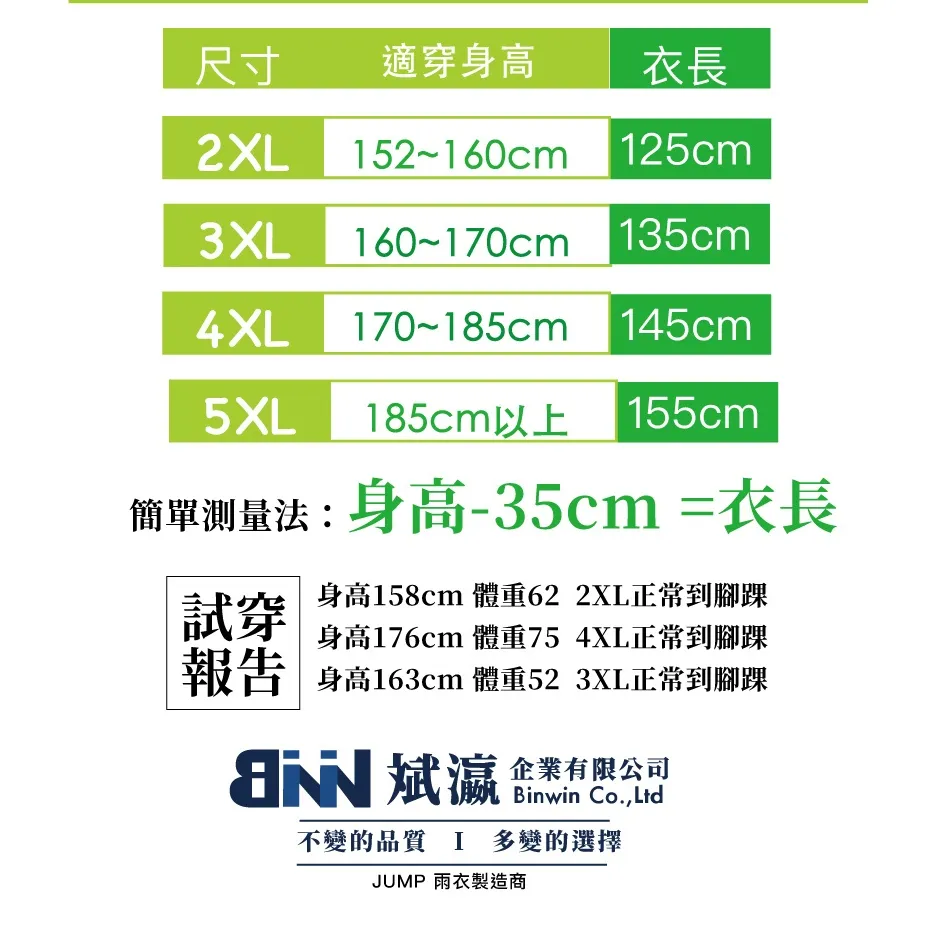 尺寸 適穿身高 衣長
2XL 152~160cm 125cm
3XL 160~170cm 135cm
4XL 170~185cm 145cm
5XL 185cm以上 155cm
簡單測量法：身高-35cm =衣長
試穿報告
身高158cm 體重62 2XL正常到腳踝
身高176cm 體重75 4XL正常到腳踝
身高163cm 體重52 3XL正常到腳踝
BiNN 斌瀛 企業有限公司
Binwin Co.,Ltd
不變的品質 I 多變的選擇
JUMP 雨衣製造商